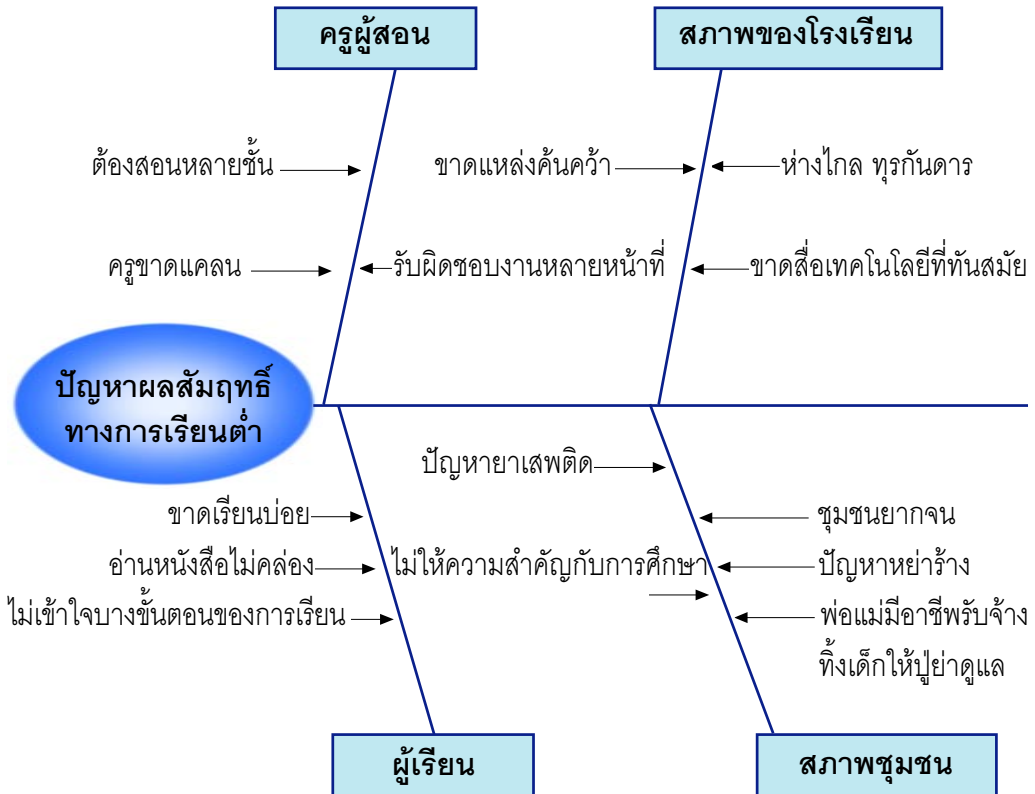 ครูผู้สอน
สภาพของโรงเรียน
ต้องสอนหลายชั้น
ขาดแหล่งค้นคว้า
ห่างไกล ทุรกันดาร
ครูขาดแคลน
รับผิดชอบงานหลายหน้าที่
ขาดสื่อเทคโนโลยีที่ทันสมัย
ปัญหาผลสัมฤทธิ์
ทางการเรียนต่ำ
ปัญหายาเสพติด
ขาดเรียนบ่อย
ชุมชนยากจน
อ่านหนังสือไม่คล่อง
ไม่ให้ความสำคัญกับการศึกษา
ปัญหาหย่าร้าง
ไม่เข้าใจบางขั้นตอนของการเรียน
พ่อแม่มีอาชีพรับจ้าง
ทิ้งเด็กให้ปู่ย่าดูแล
ผู้เรียน
สภาพชุมชน